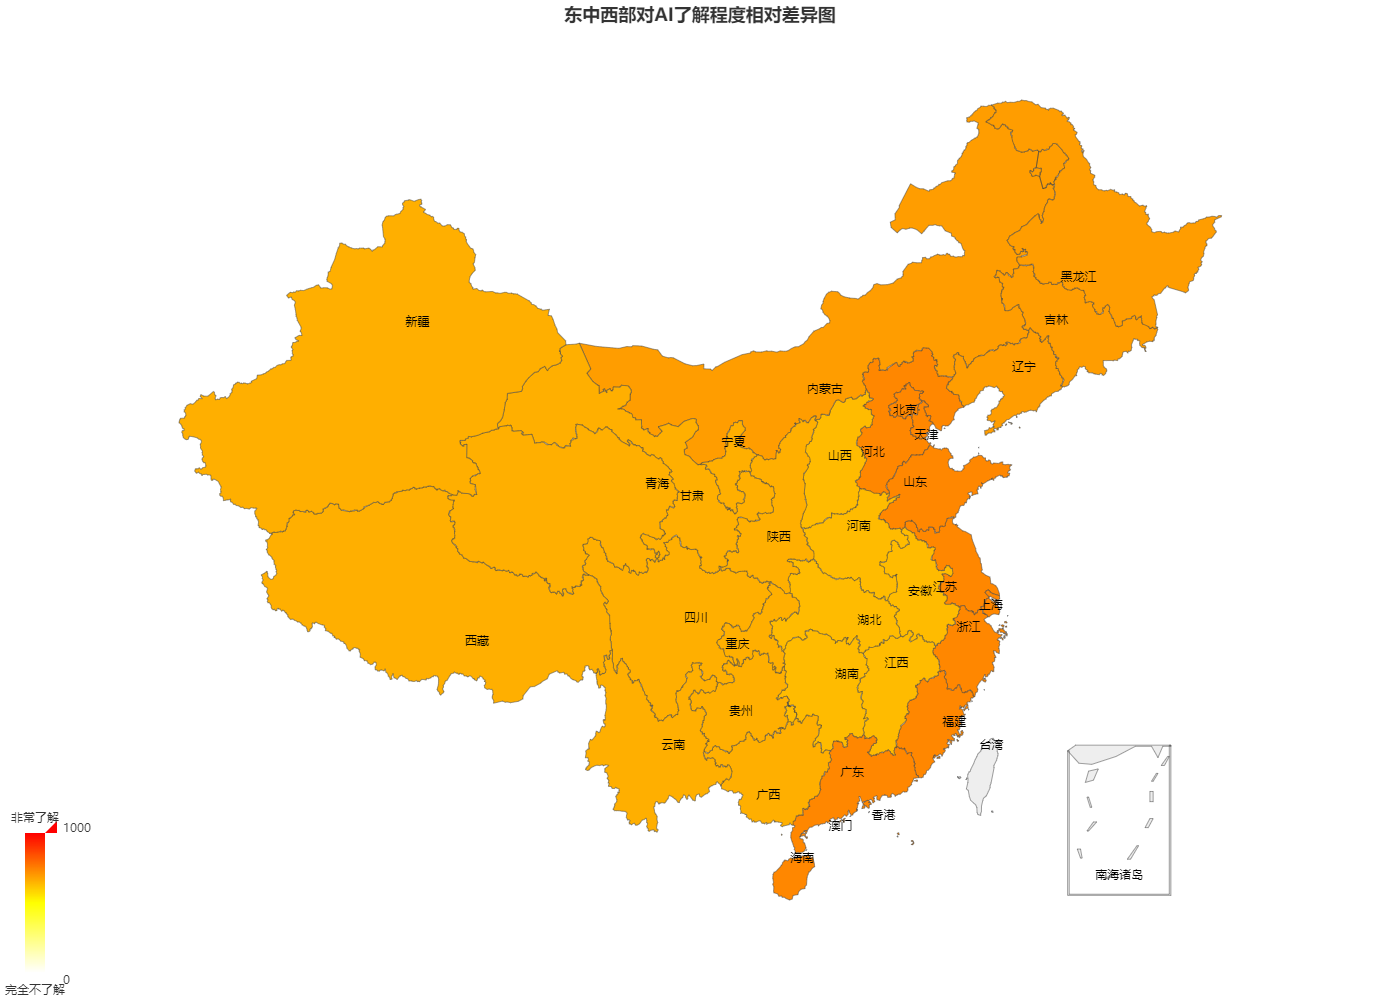 东中西部对AI了解程度相对差异图
黑龙江
新疆
吉林
辽宁
内蒙古
北京
天津
宁夏
河北
山西
山东
青海
甘肃
河南
陕西
江苏
安徽
上海
四川
湖北
浙江
西藏
重庆
江西
湖南
贵州
福建
云南
台湾
广东
广西
香港
澳门
海南
南海诸岛
非常了解
1000
0
完全不了解